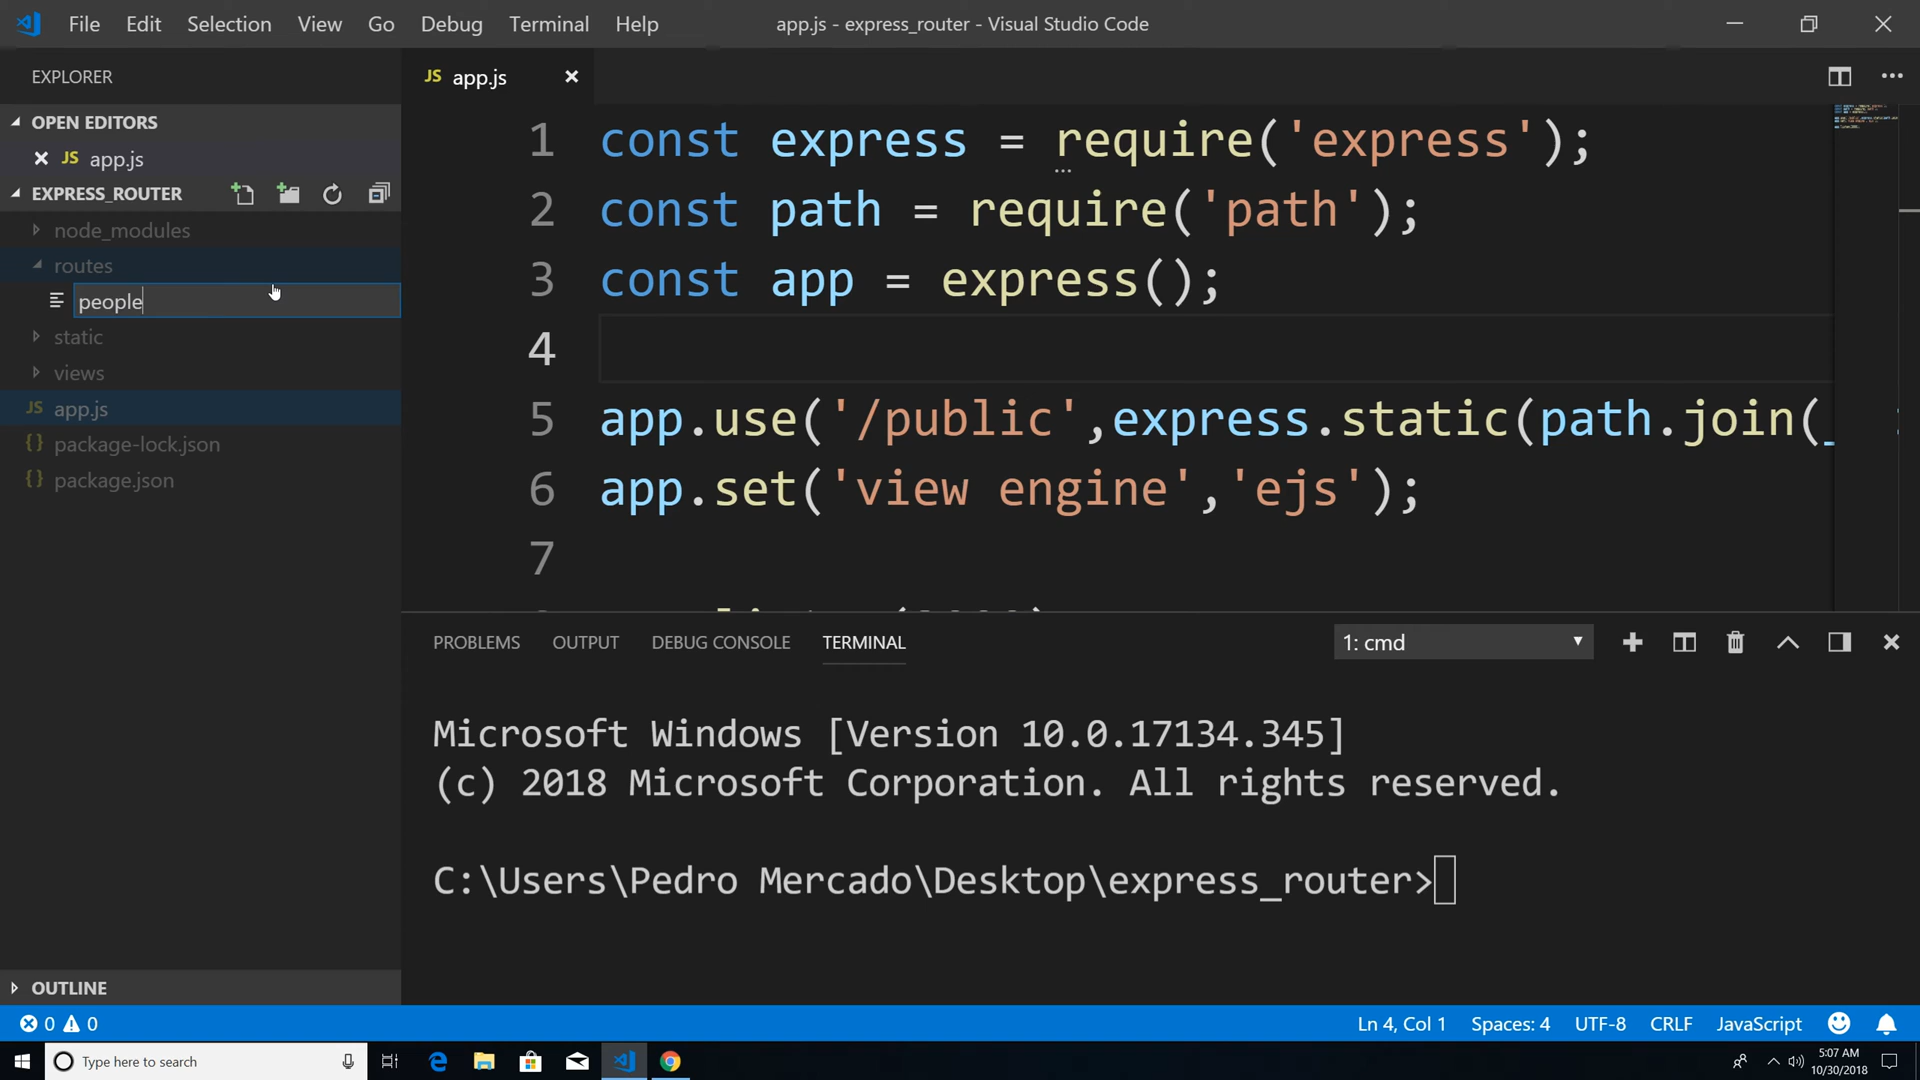 File Edit Selection View Go Debug Terminal Help app.js - express_router - Visual Studio Code
EXPLORER
JS app.js
OPEN EDITORS
JS app.js
EXPRESS_ROUTER
node_modules
routes
people
static
views
JS app.js
{} package-lock.json
{} package.json
OUTLINE
1 const express = require('express');
2 const path = require('path');
3 const app = express();
4
5 app.use('/public',express.static(path.join(_
6 app.set('view engine','ejs');
7
PROBLEMS OUTPUT DEBUG CONSOLE TERMINAL 1: cmd
Microsoft Windows [Version 10.0.17134.345]
(c) 2018 Microsoft Corporation. All rights reserved.
C:\Users\Pedro Mercado\Desktop\express_router>
0 0 Ln 4, Col 1 Spaces: 4 UTF-8 CRLF JavaScript
Type here to search
5:07 AM
10/30/2018